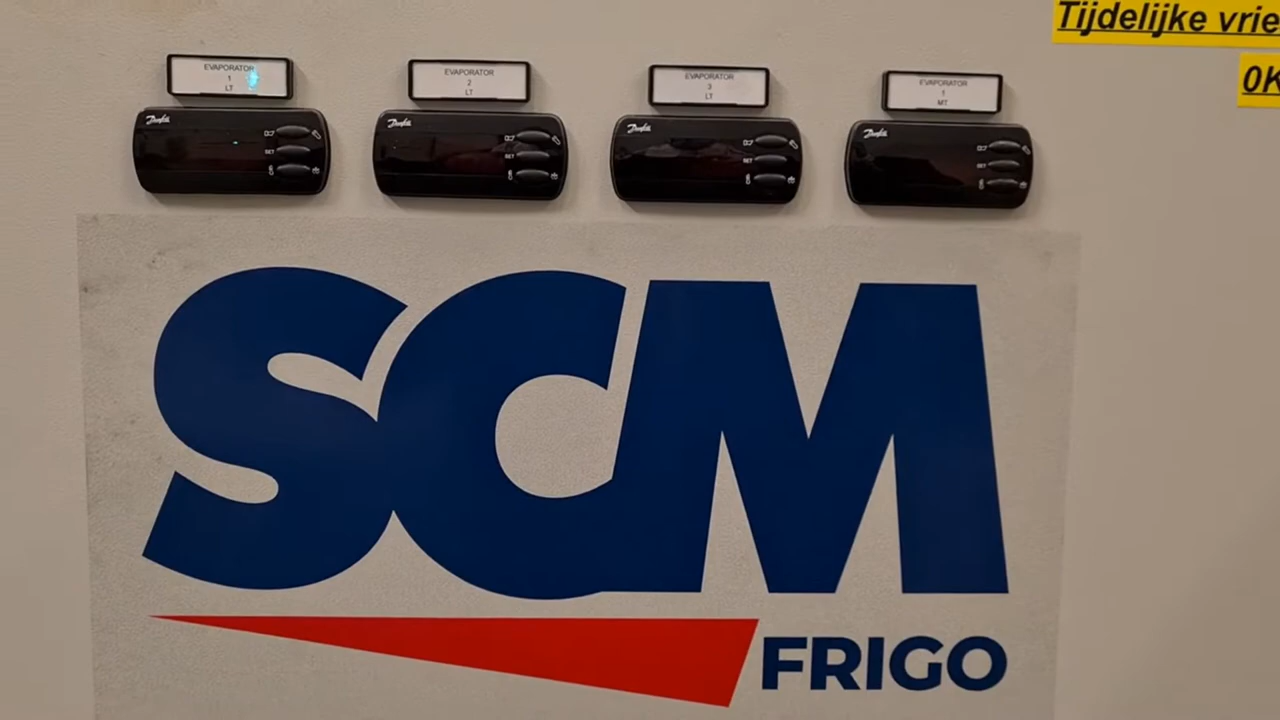 Tijdelijke vrie
0K
EVAPORATOR
1
LT
EVAPORATOR
2
LT
EVAPORATOR
3
LT
EVAPORATOR
1
MT
Danfoss
SET
Danfoss
SET
Danfoss
SET
Danfoss
SET
SCM
FRIGO